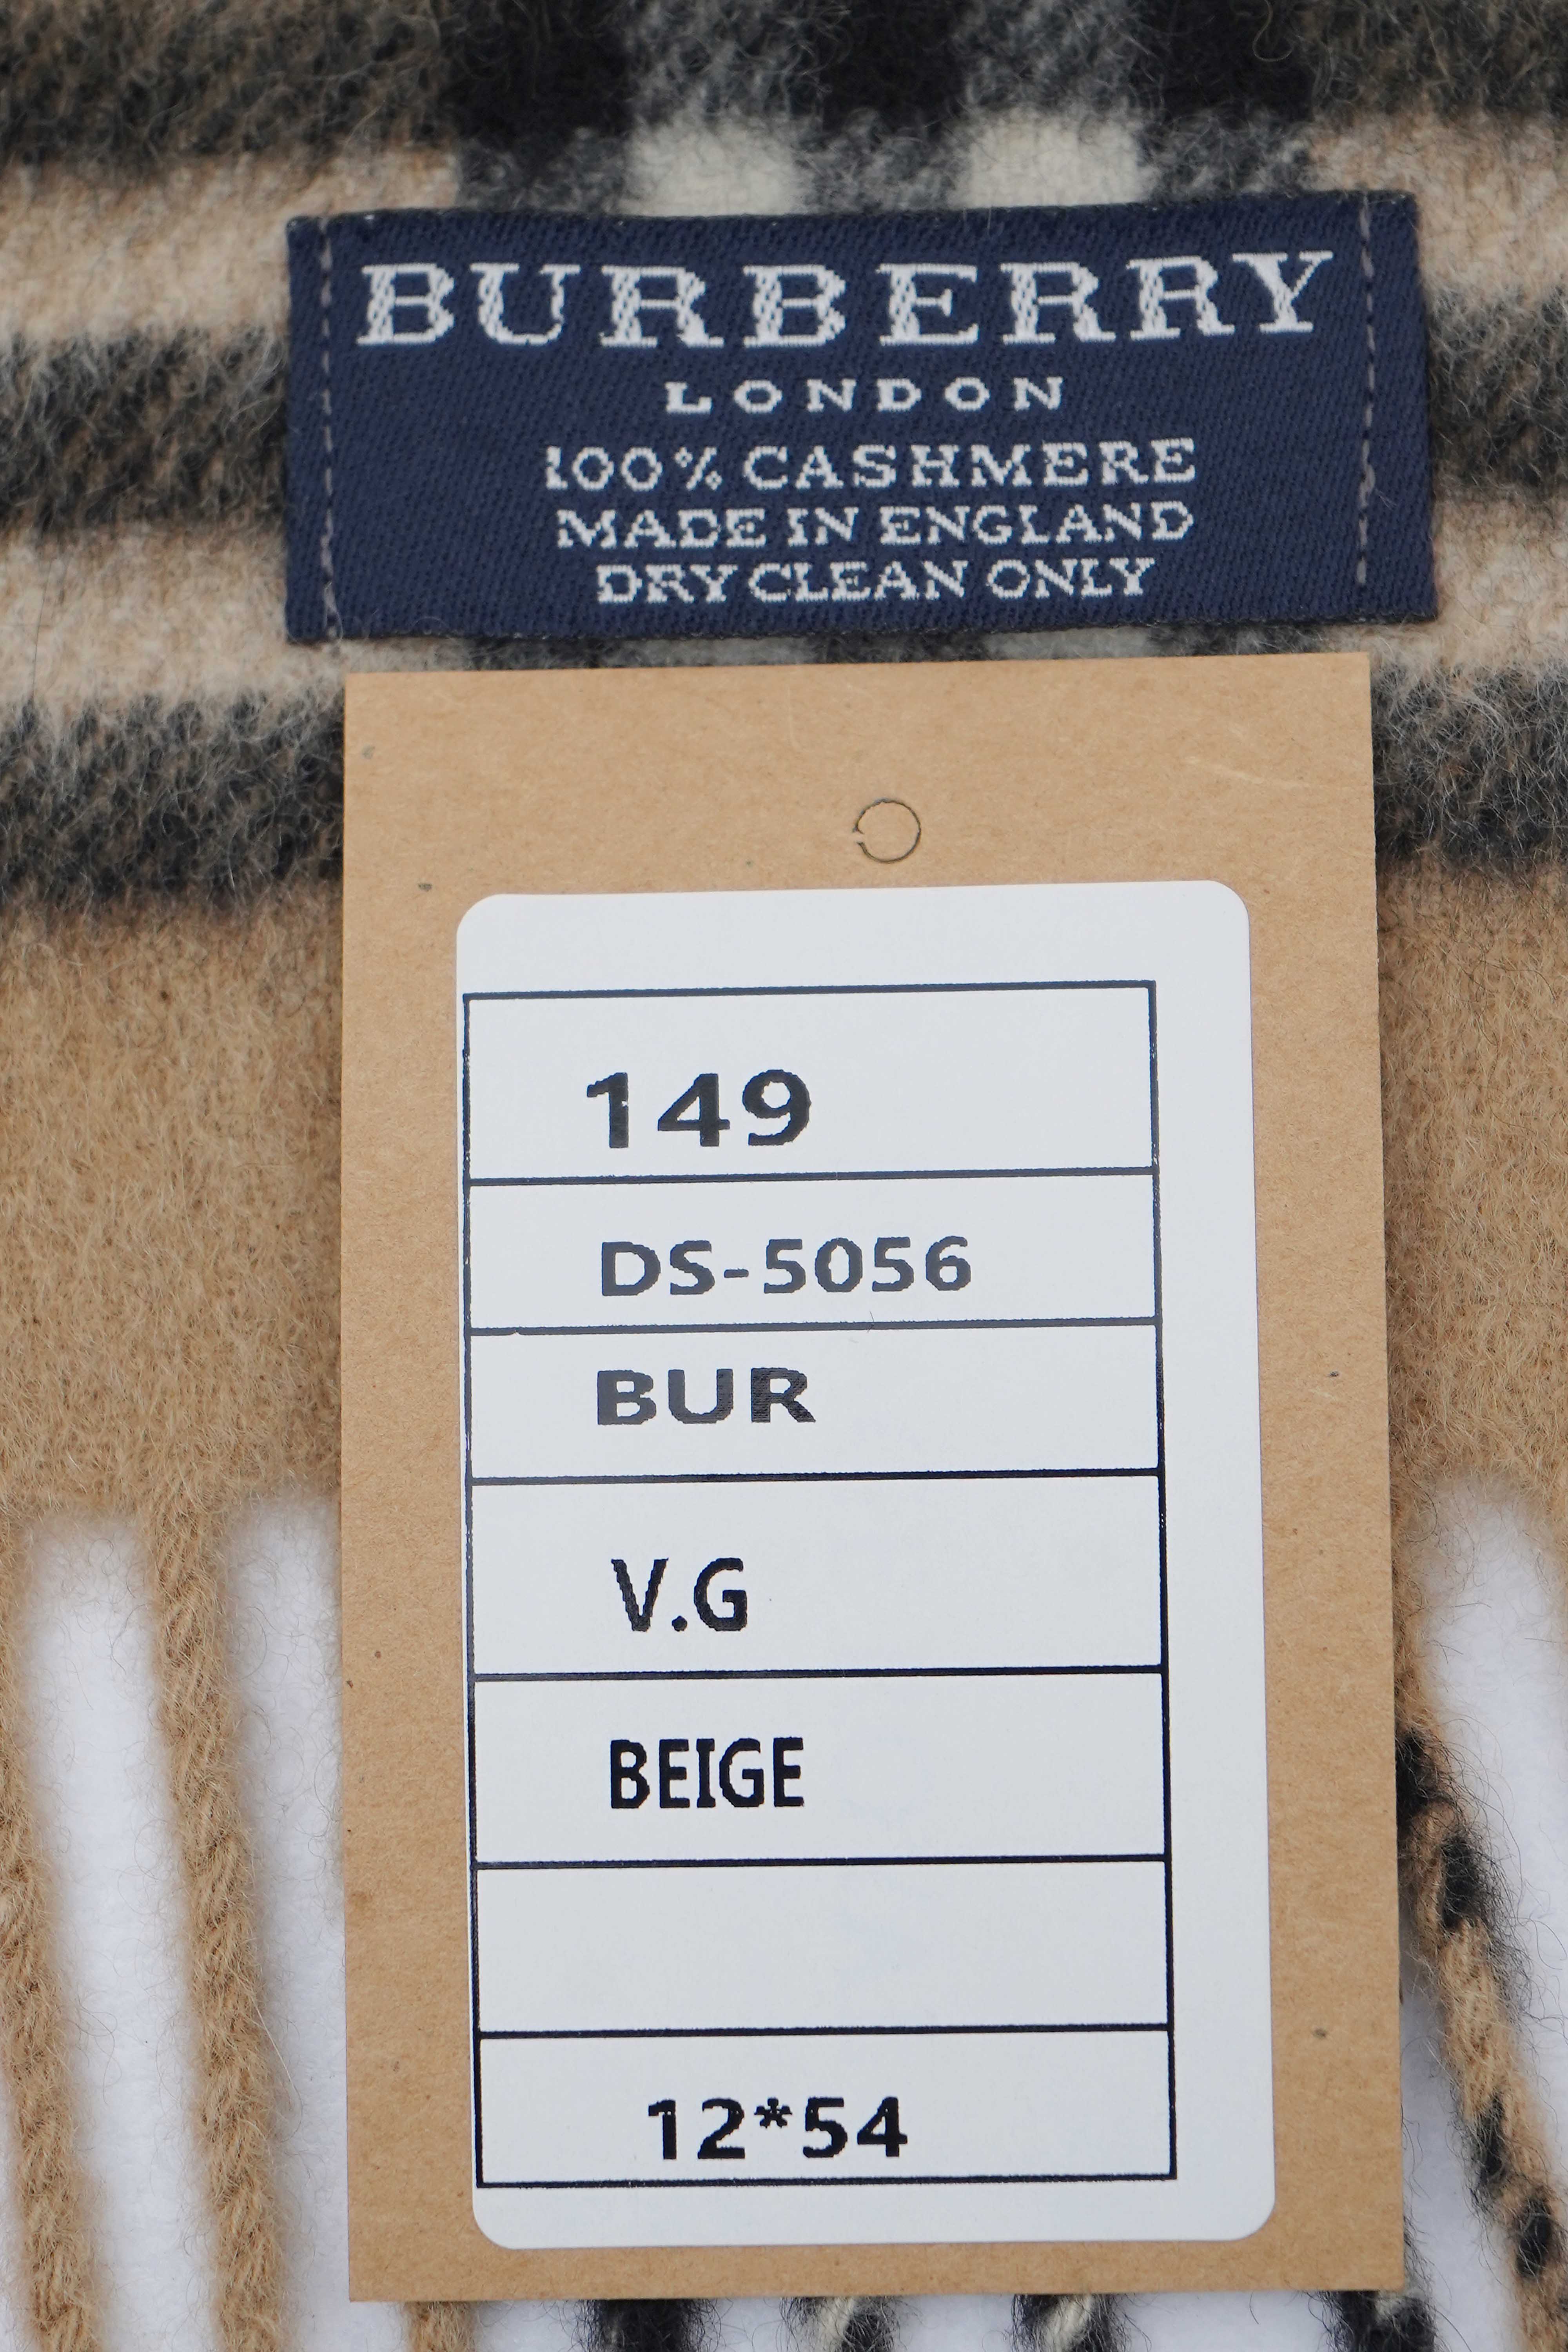 BURBERRY
LONDON
100% CASHMERE
MADE IN ENGLAND
DRY CLEAN ONLY
149
DS-5056
BUR
V.G
BEIGE
12*54